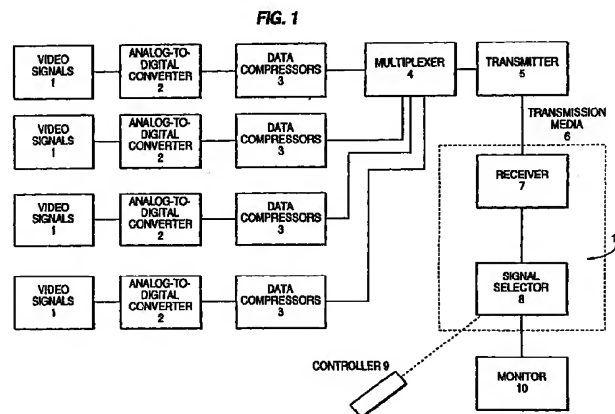 FIG. 1
VIDEO
SIGNALS
1
ANALOG-TO-
DIGITAL
CONVERTER
2
DATA
COMPRESSORS
3
MULTIPLEXER
4
TRANSMITTER
5
VIDEO
SIGNALS
1
ANALOG-TO-
DIGITAL
CONVERTER
2
DATA
COMPRESSORS
3
TRANSMISSION
MEDIA
6
VIDEO
SIGNALS
1
ANALOG-TO-
DIGITAL
CONVERTER
2
DATA
COMPRESSORS
3
RECEIVER
7
VIDEO
SIGNALS
1
ANALOG-TO-
DIGITAL
CONVERTER
2
DATA
COMPRESSORS
3
SIGNAL
SELECTOR
8
CONTROLLER 9
MONITOR
10